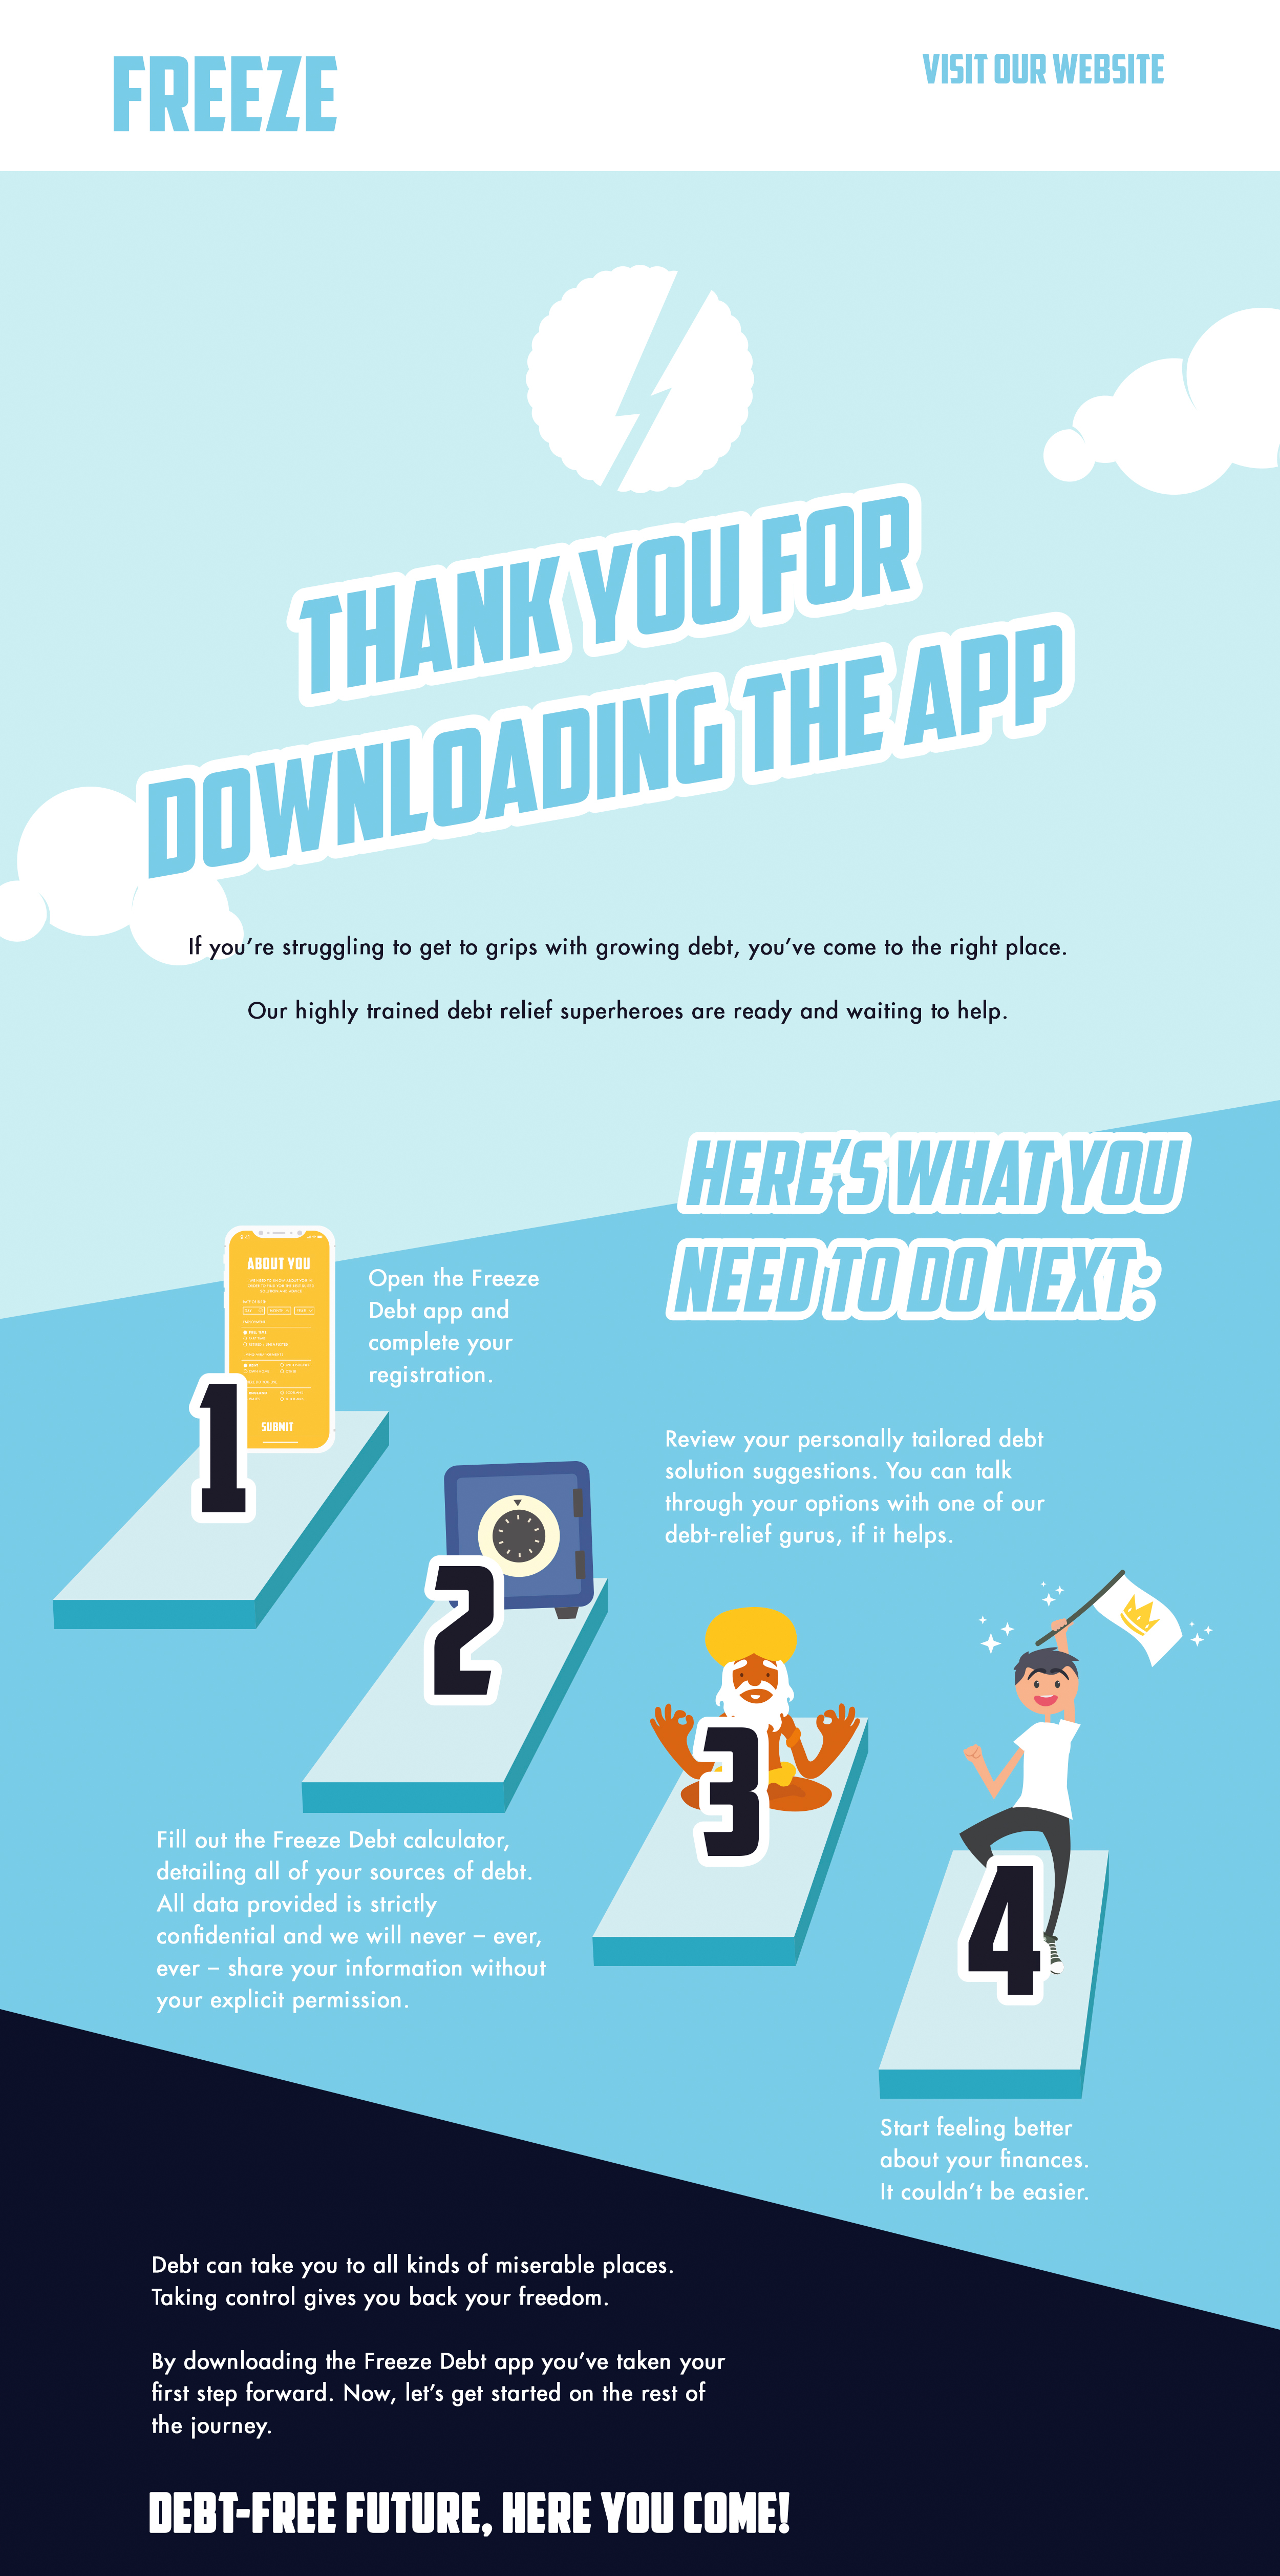 FREEZE
VISIT OUR WEBSITE
THANK YOU FOR
DOWNLOADING THE APP
If you're struggling to get to grips with growing debt, you've come to the right place.
Our highly trained debt relief superheroes are ready and waiting to help.
HERE'S WHAT YOU
NEED TO DO NEXT:
ABOUT YOU
SUBMIT
1
Open the Freeze
Debt app and
complete your
registration.
2
Fill out the Freeze Debt calculator,
detailing all of your sources of debt.
All data provided is strictly
confidential and we will never – ever,
ever – share your information without
your explicit permission.
Review your personally tailored debt
solution suggestions. You can talk
through your options with one of our
debt-relief gurus, if it helps.
3
4
Start feeling better
about your finances.
It couldn't be easier.
Debt can take you to all kinds of miserable places.
Taking control gives you back your freedom.
By downloading the Freeze Debt app you've taken your
first step forward. Now, let's get started on the rest of
the journey.
DEBT-FREE FUTURE, HERE YOU COME!